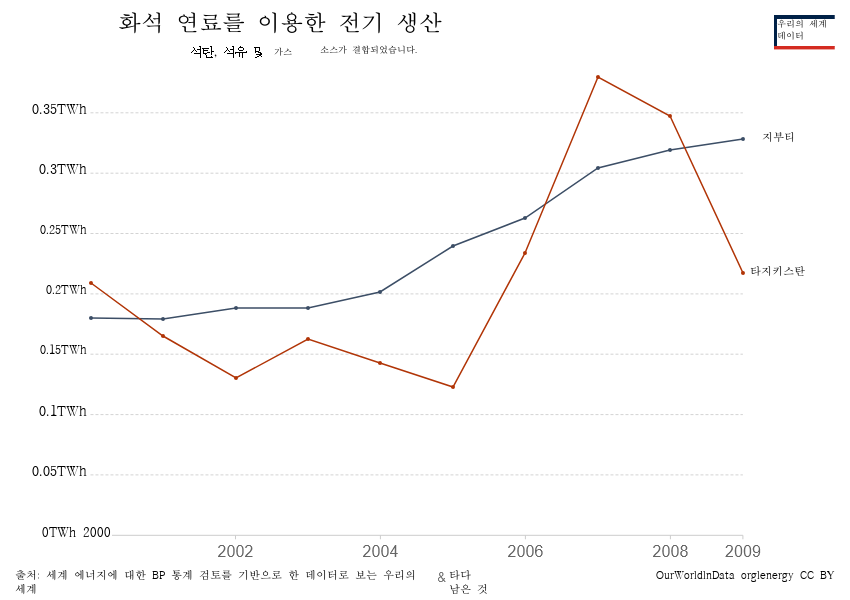 화석 연료를 이용한 전기 생산
석탄, 석유 및 가스 소스가 결합되었습니다.
우리의 세계
데이터
0.35TWh
0.3TWh
0.25TWh
0.2TWh
0.15TWh
0.1TWh
0.05TWh
0TWh 2000
2002 2004 2006 2008 2009
지부티
타지키스탄
출처: 세계 에너지에 대한 BP 통계 검토를 기반으로 한 데이터로 보는 우리의
세계
& 타다
남은 것
OurWorldinData orglenergy CC BY